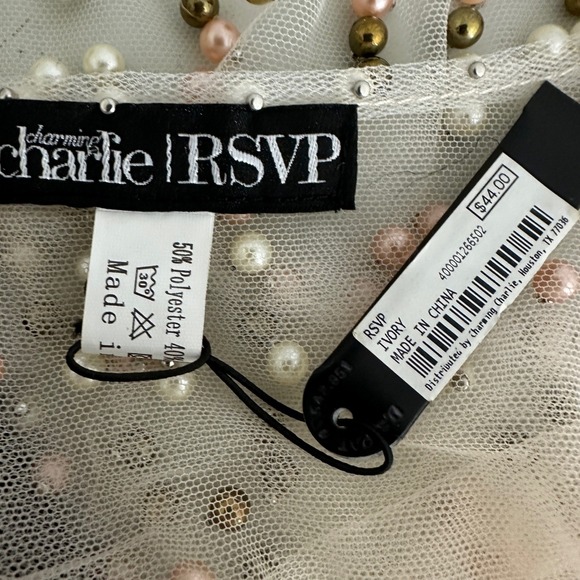 charming
charlie | RSVP
50% Polyester 40%
30°
Made i
$44.00
400001266502
RSVP
IVORY
MADE IN CHINA
Distributed by Charming Charlie, Houston, TX 77036